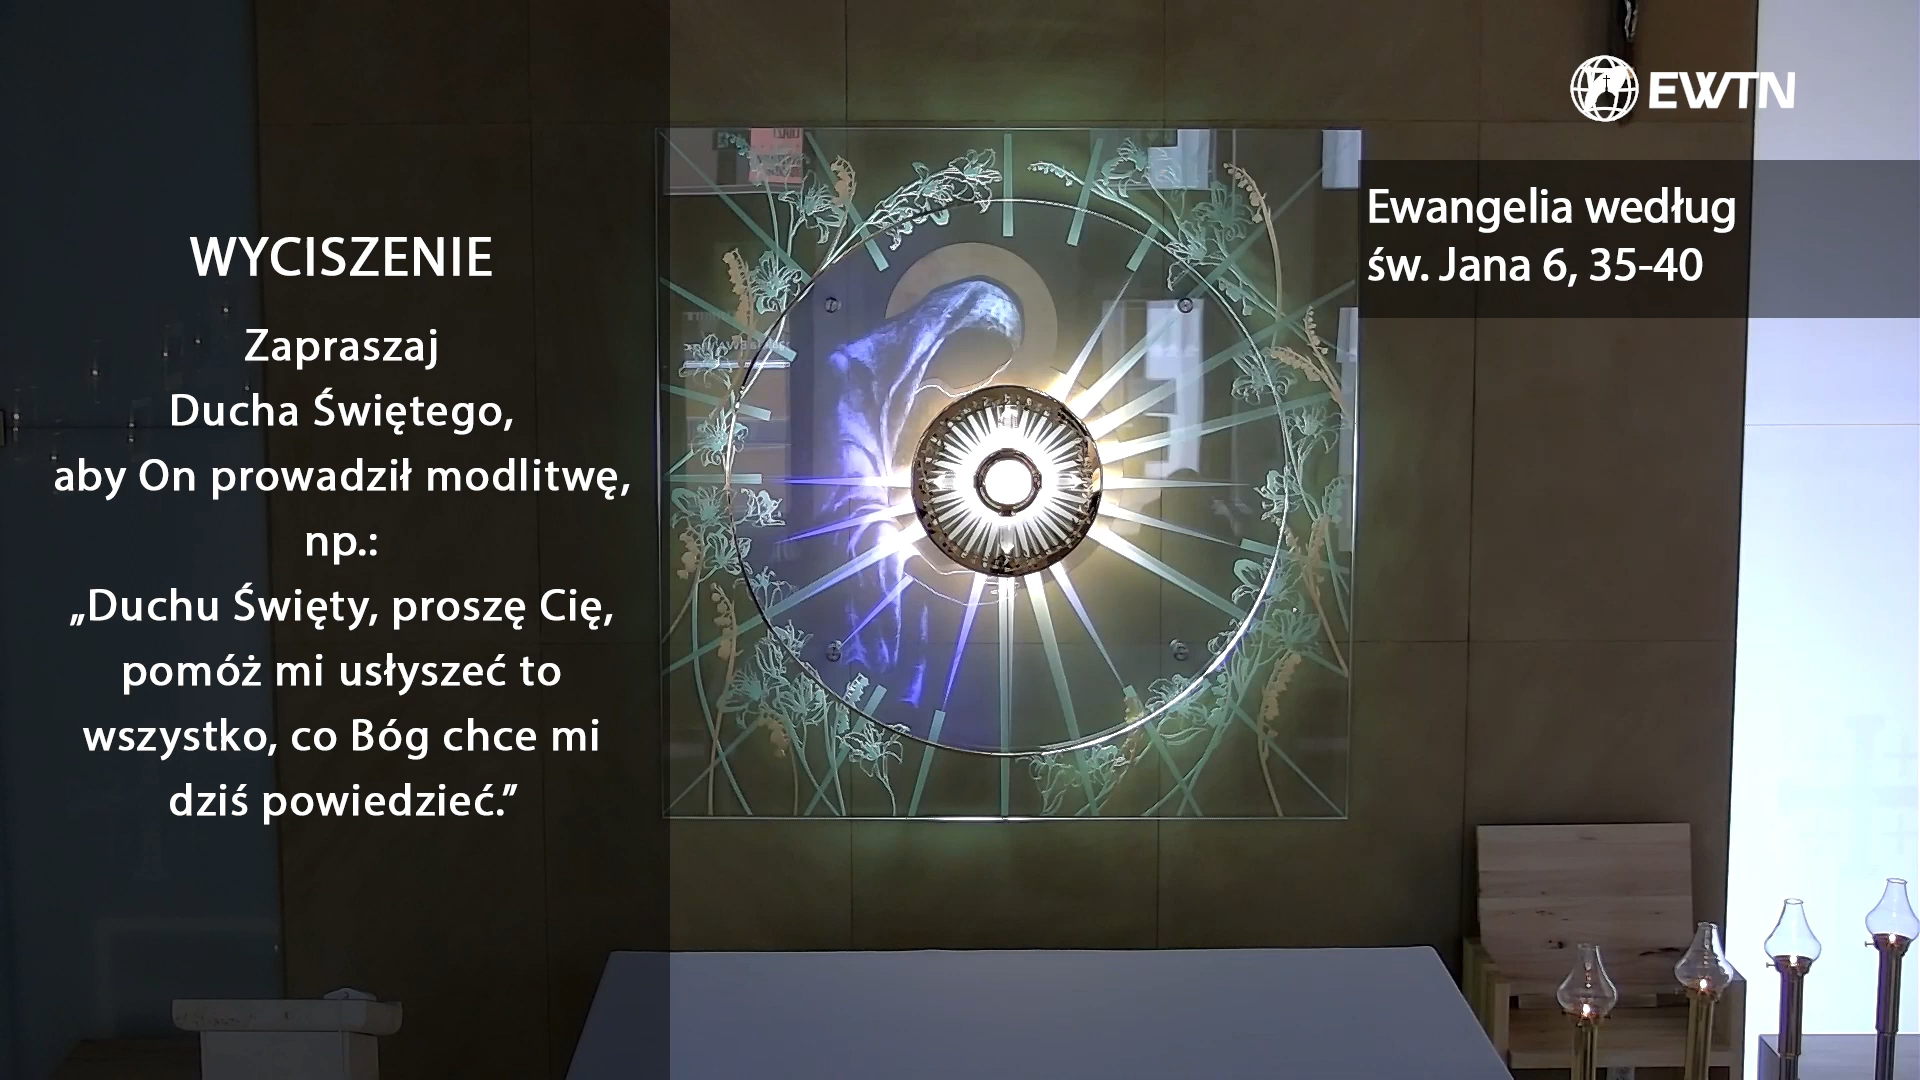 WYCISZENIE
Zapraszaj
Ducha Świętego,
aby On prowadził modlitwę,
np.:
„Duchu Święty, proszę Cię,
pomóż mi usłyszeć to
wszystko, co Bóg chce mi
dziś powiedzieć.”
EWTN
Ewangelia według
św. Jana 6, 35-40